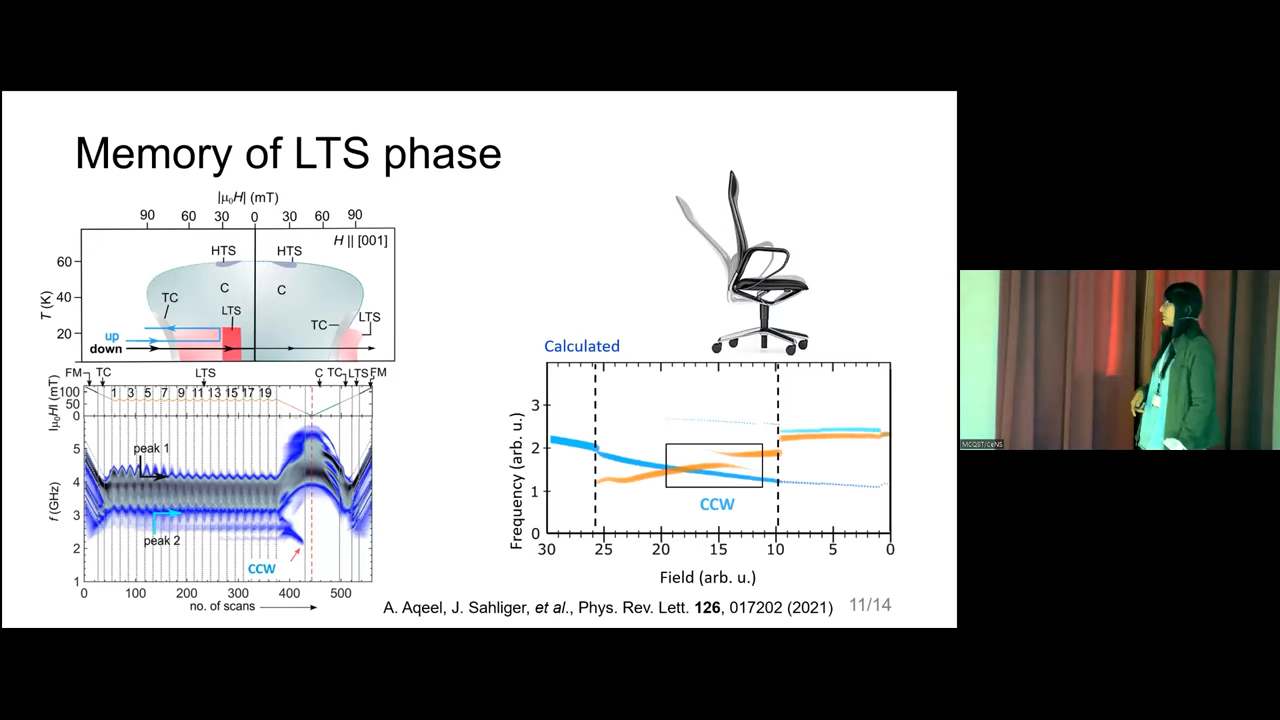 Memory of LTS phase
|μ₀H| (mT)
90 60 30 0 30 60 90
H || [001]
60
40
20
T (K)
HTS HTS
C C
TC
LTS
TC
LTS
up
down
FM TC LTS C TC LTS FM
|μ₀H| (mT)
100
50
0
1 3 5 7 9 11 13 15 17 19
f (GHz)
5
4
3
2
1
peak 1
peak 2
CCW
0 100 200 300 400 500
no. of scans
Calculated
Frequency (arb. u.)
3
2
1
0
CCW
30 25 20 15 10 5 0
Field (arb. u.)
A. Aqeel, J. Sahliger, et al., Phys. Rev. Lett. 126, 017202 (2021)
11/14
MCQST/CeNS